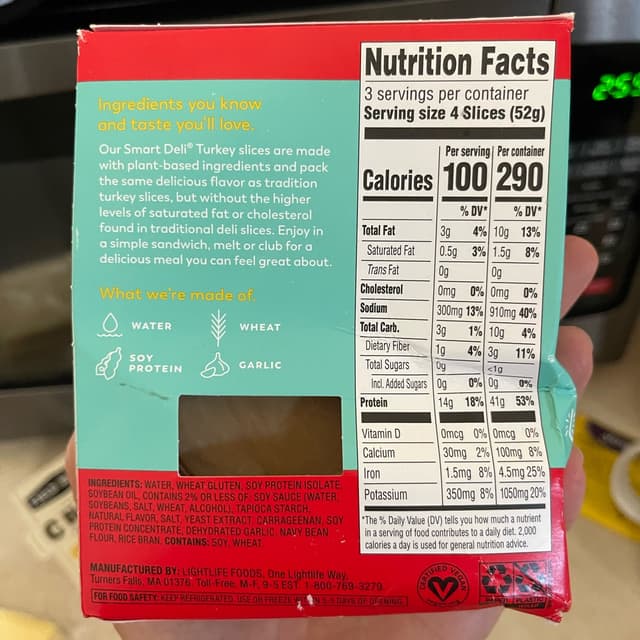 Ingredients you know
and taste you'll love.
Our Smart Deli® Turkey slices are made
with plant-based ingredients and pack
the same delicious flavor as tradition
turkey slices, but without the higher
levels of saturated fat or cholesterol
found in traditional deli slices. Enjoy in
a simple sandwich, melt or club for a
delicious meal you can feel great about.
What we're made of.
WATER
WHEAT
SOY
PROTEIN
GARLIC
INGREDIENTS: WATER, WHEAT GLUTEN, SOY PROTEIN ISOLATE,
SOYBEAN OIL, CONTAINS 2% OR LESS OF: SOY SAUCE (WATER,
SOYBEANS, SALT, WHEAT, ALCOHOL), TAPIOCA STARCH,
NATURAL FLAVOR, SALT, YEAST EXTRACT, CARRAGEENAN, SOY
PROTEIN CONCENTRATE, DEHYDRATED GARLIC, NAVY BEAN
FLOUR, RICE BRAN. CONTAINS: SOY, WHEAT.
MANUFACTURED BY: LIGHTLIFE FOODS, One Lightlife Way,
Turners Falls, MA 01376 Toll-Free, M-F, 9-5 EST. 1-800-769-3279
FOR FOOD SAFETY: KEEP REFRIGERATED. USE OR FREEZE WITHIN DAYS OF OPENING.
Nutrition Facts
3 servings per container
Serving size 4 Slices (52g)
Per serving Per container
Calories 100 290
% DV* % DV*
Total Fat 3g 4% 10g 13%
Saturated Fat 0.5g 3% 1.5g 8%
Trans Fat 0g 0g
Cholesterol 0mg 0% 0mg 0%
Sodium 300mg 13% 910mg 40%
Total Carb. 3g 1% 10g 4%
Dietary Fiber 1g 4% 3g 11%
Total Sugars 0g <1g
Incl. Added Sugars 0g 0% 0g 0%
Protein 14g 18% 41g 53%
Vitamin D 0mcg 0% 0mcg 0%
Calcium 30mg 2% 100mg 8%
Iron 1.5mg 8% 4.5mg 25%
Potassium 350mg 8% 1050mg 20%
*The % Daily Value (DV) tells you how much a nutrient
in a serving of food contributes to a daily diet. 2,000
calories a day is used for general nutrition advice.
CERTIFIED VEGAN